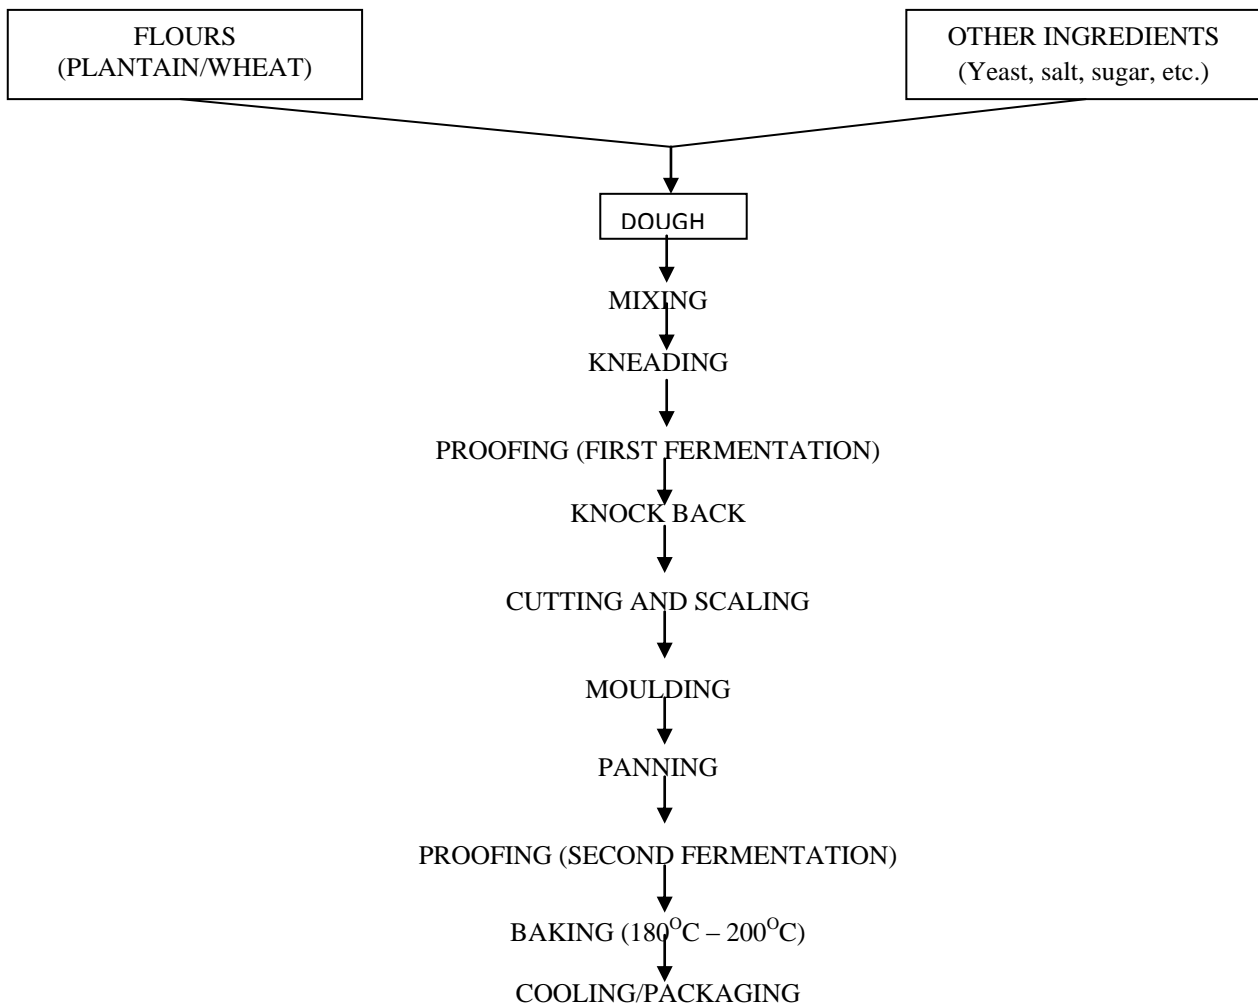 FLOURS
(PLANTAIN/WHEAT)
OTHER INGREDIENTS
(Yeast, salt, sugar, etc.)
DOUGH
MIXING
KNEADING
PROOFING (FIRST FERMENTATION)
KNOCK BACK
CUTTING AND SCALING
MOULDING
PANNING
PROOFING (SECOND FERMENTATION)
BAKING (180ᴼC – 200ᴼC)
COOLING/PACKAGING